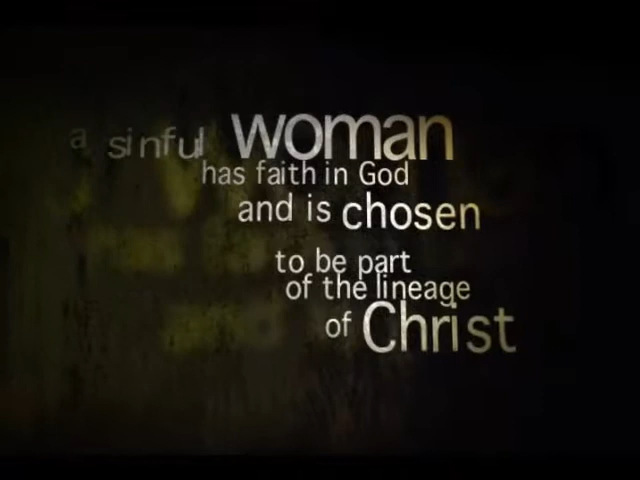 a sinful woman
has faith in God
and is chosen
to be part
of the lineage
of Christ